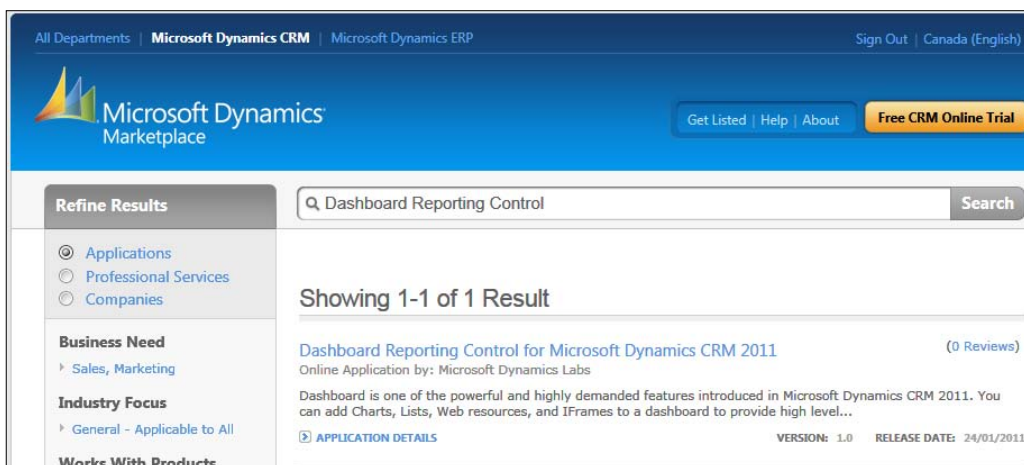 All Departments | Microsoft Dynamics CRM | Microsoft Dynamics ERP
Sign Out | Canada (English)
Microsoft Dynamics
Marketplace
Get Listed | Help | About
Free CRM Online Trial
Refine Results
Dashboard Reporting Control
Search
Applications
Professional Services
Companies
Showing 1-1 of 1 Result
Business Need
Sales, Marketing
Industry Focus
General - Applicable to All
Works With Products
Dashboard Reporting Control for Microsoft Dynamics CRM 2011
(0 Reviews)
Online Application by: Microsoft Dynamics Labs
Dashboard is one of the powerful and highly demanded features introduced in Microsoft Dynamics CRM 2011. You
can add Charts, Lists, Web resources, and IFrames to a dashboard to provide high level...
APPLICATION DETAILS
VERSION: 1.0 RELEASE DATE: 24/01/2011